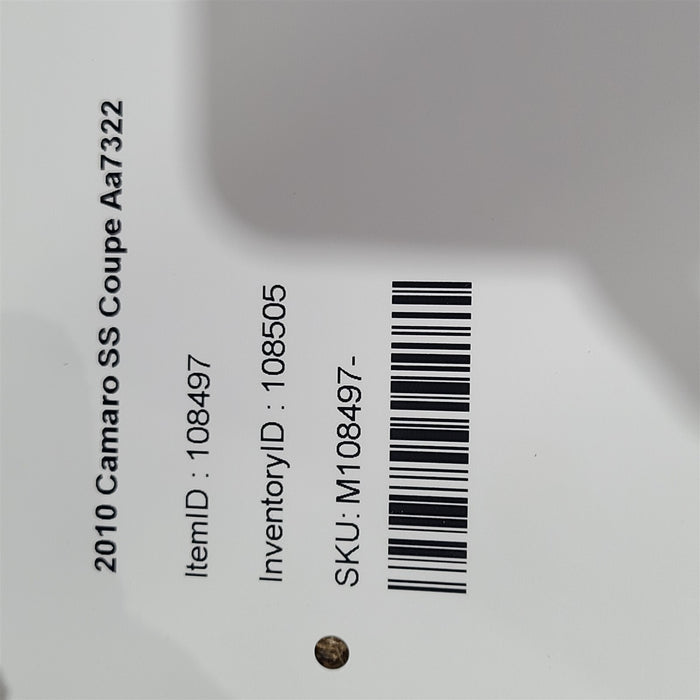 2010 Camaro SS Coupe Aa7322
ItemID : 108497
InventoryID : 108505
SKU: M108497-